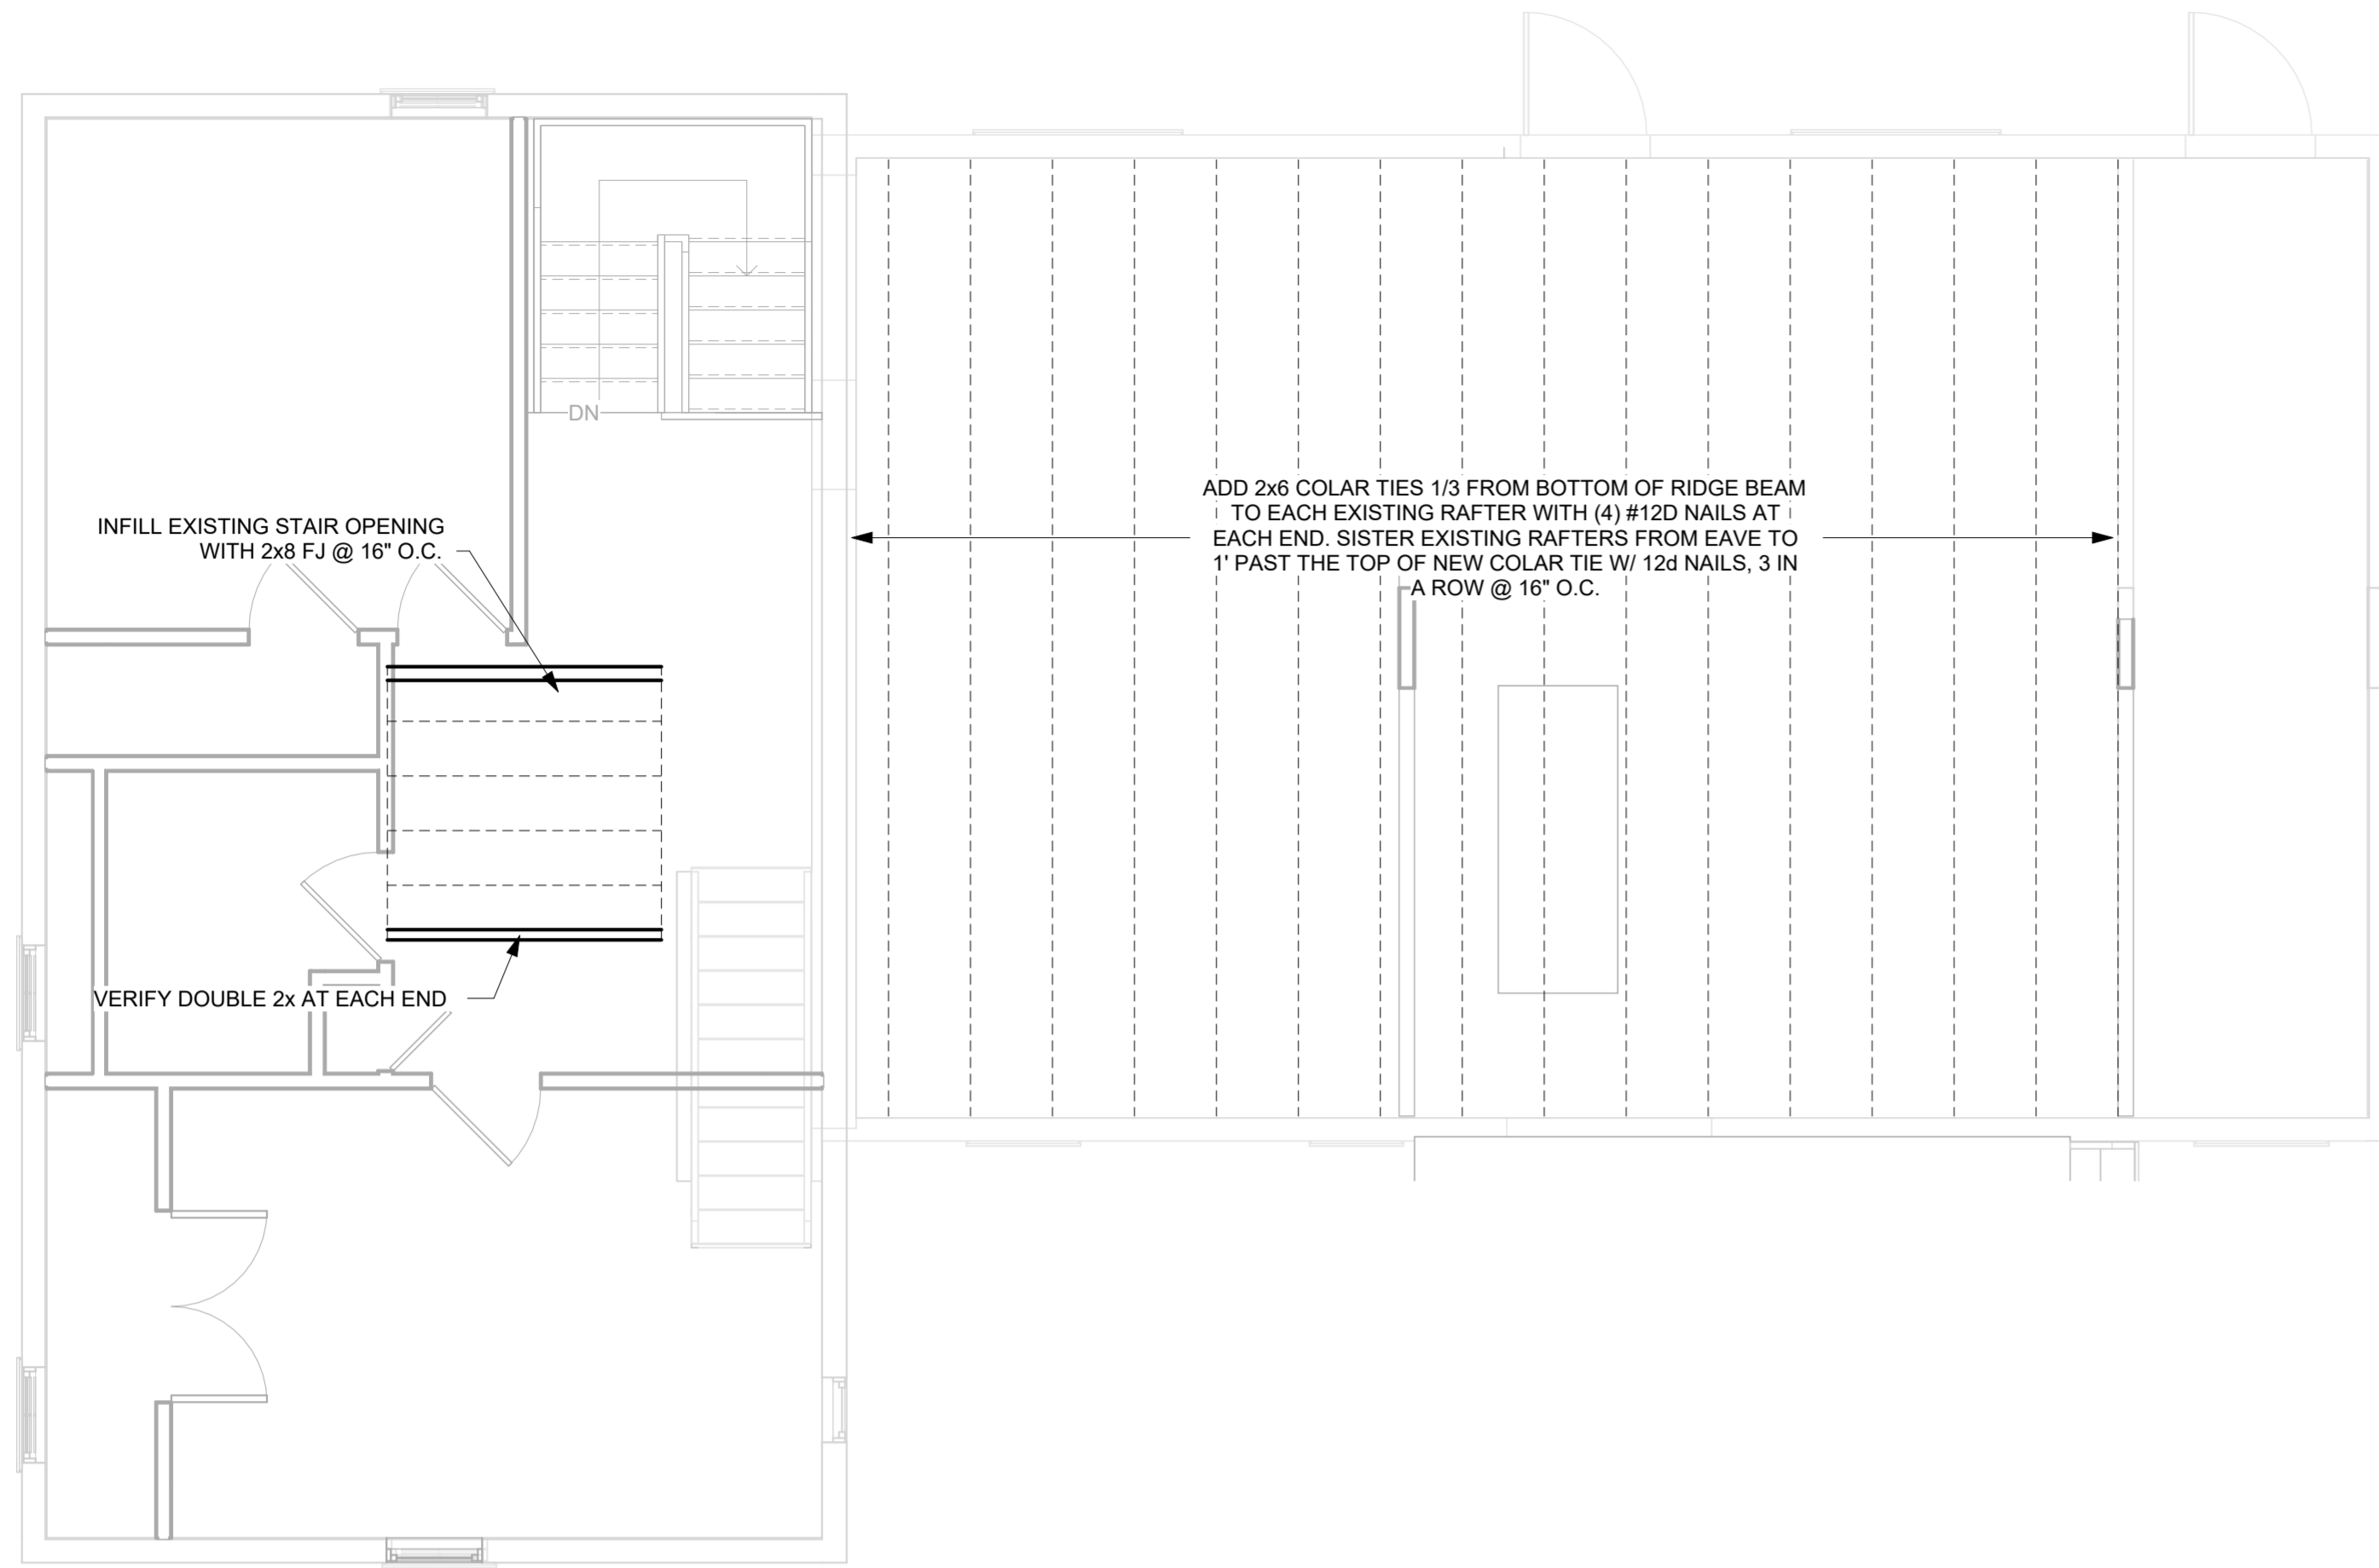 DN
INFILL EXISTING STAIR OPENING
WITH 2x8 FJ @ 16" O.C.
ADD 2x6 COLAR TIES 1/3 FROM BOTTOM OF RIDGE BEAM
TO EACH EXISTING RAFTER WITH (4) #12D NAILS AT
EACH END. SISTER EXISTING RAFTERS FROM EAVE TO
1' PAST THE TOP OF NEW COLAR TIE W/ 12d NAILS, 3 IN
A ROW @ 16" O.C.
VERIFY DOUBLE 2x AT EACH END